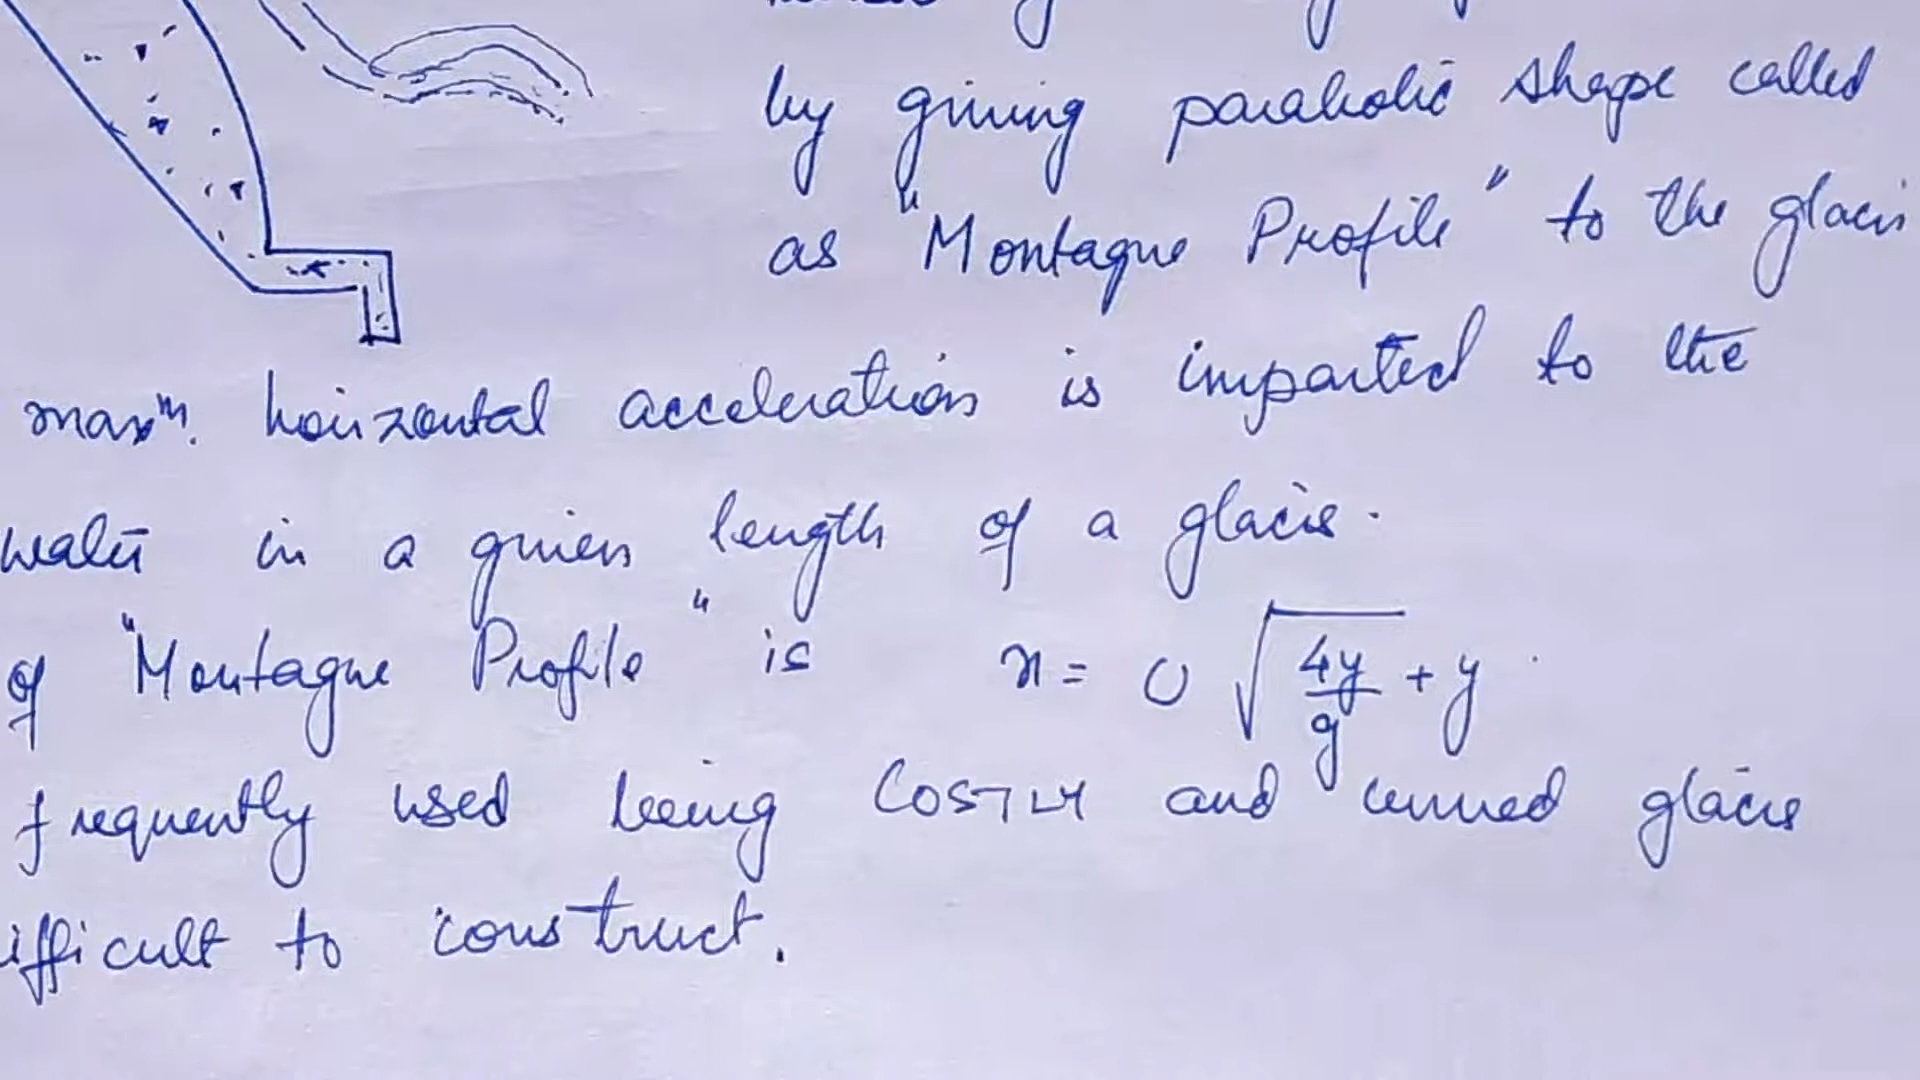 by giving parabolic shape called
as "Montague Profile" to the glacis
maxm. horizontal acceleration is imparted to the
water in a given length of a glacis.
of "Montague Profile" is x = U √(4y/g) + y
frequently used being COSTLY and curved glacis
ifficult to construct.